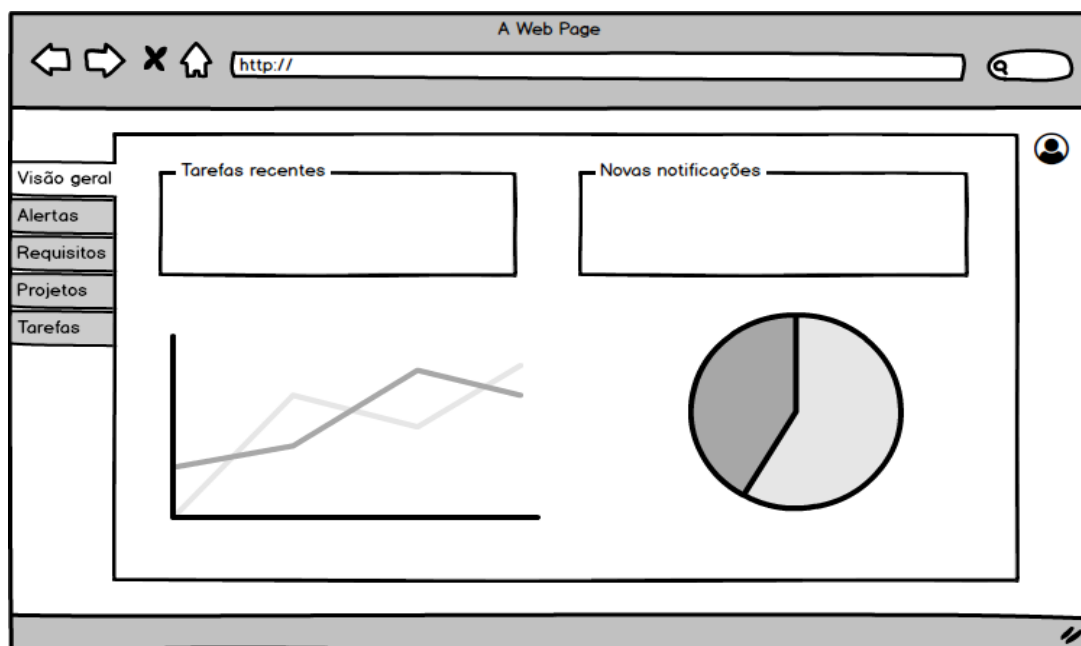 A Web Page
http://
Visão geral
Alertas
Requisitos
Projetos
Tarefas
Tarefas recentes
Novas notificações